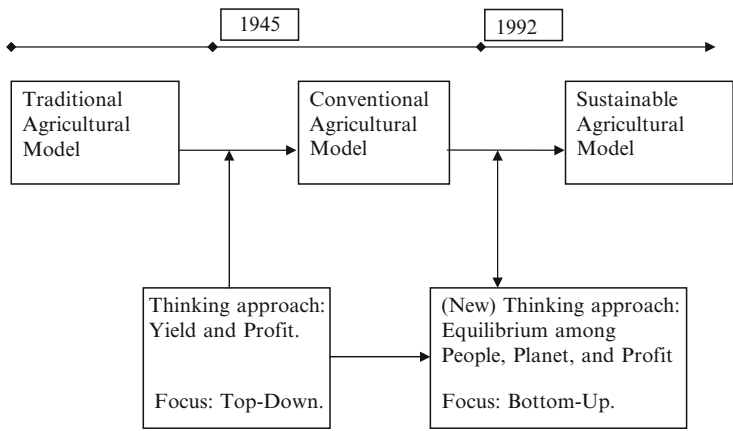 1945
1992
Traditional
Agricultural
Model
Conventional
Agricultural
Model
Sustainable
Agricultural
Model
Thinking approach:
Yield and Profit.
Focus: Top-Down.
(New) Thinking approach:
Equilibrium among
People, Planet, and Profit
Focus: Bottom-Up.